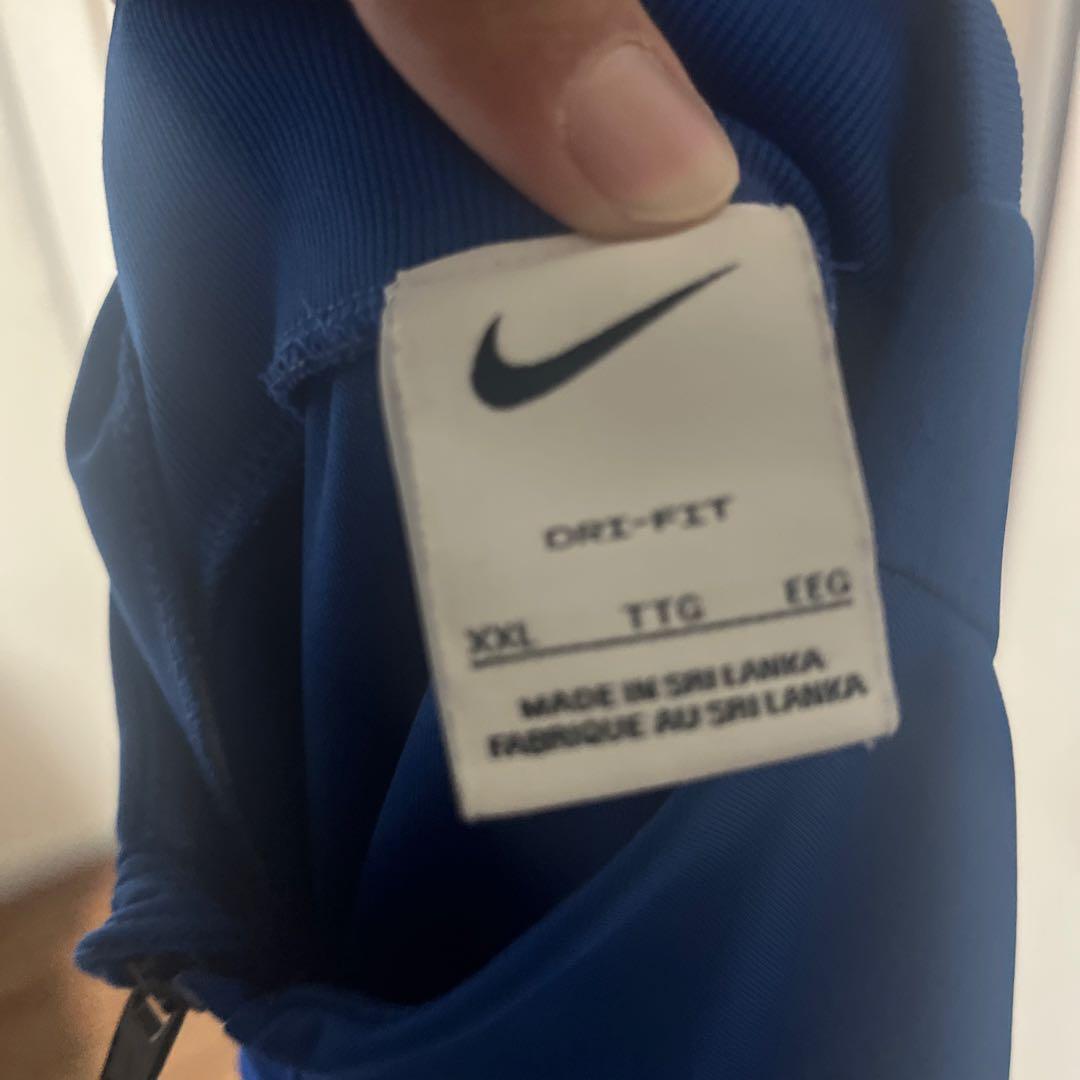 DRI-FIT
XXL TTG EEG
MADE IN SRI LANKA
FABRIQUE AU SRI LANKA